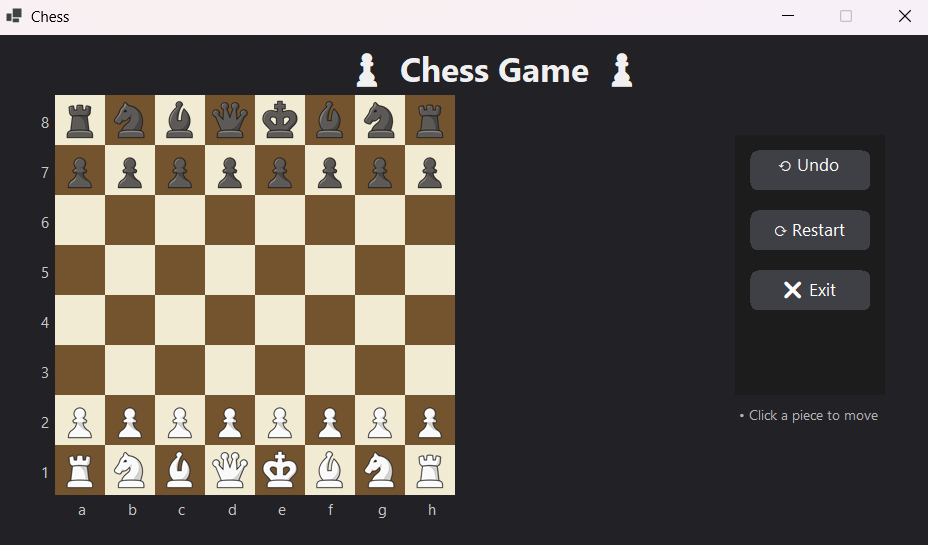 Chess
♟ Chess Game ♟
8
7
6
5
4
3
2
1
a b c d e f g h
⟲ Undo
⟳ Restart
❌ Exit
• Click a piece to move